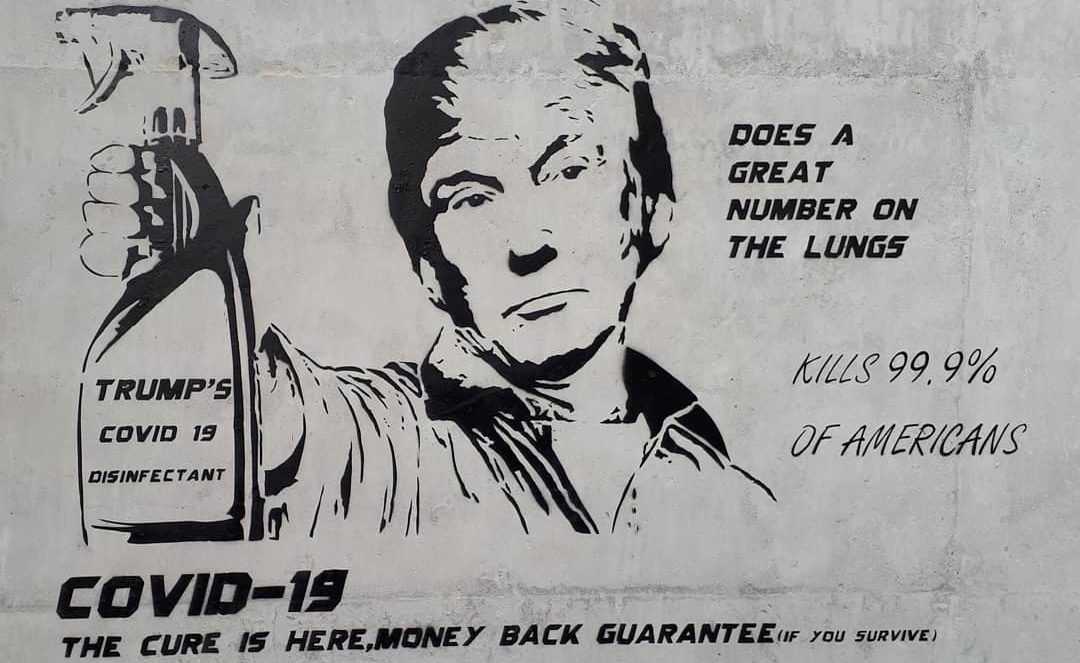 DOES A
GREAT
NUMBER ON
THE LUNGS
KILLS 99.9%
OF AMERICANS
TRUMP'S
COVID 19
DISINFECTANT
COVID-19
THE CURE IS HERE,MONEY BACK GUARANTEE(IF YOU SURVIVE)